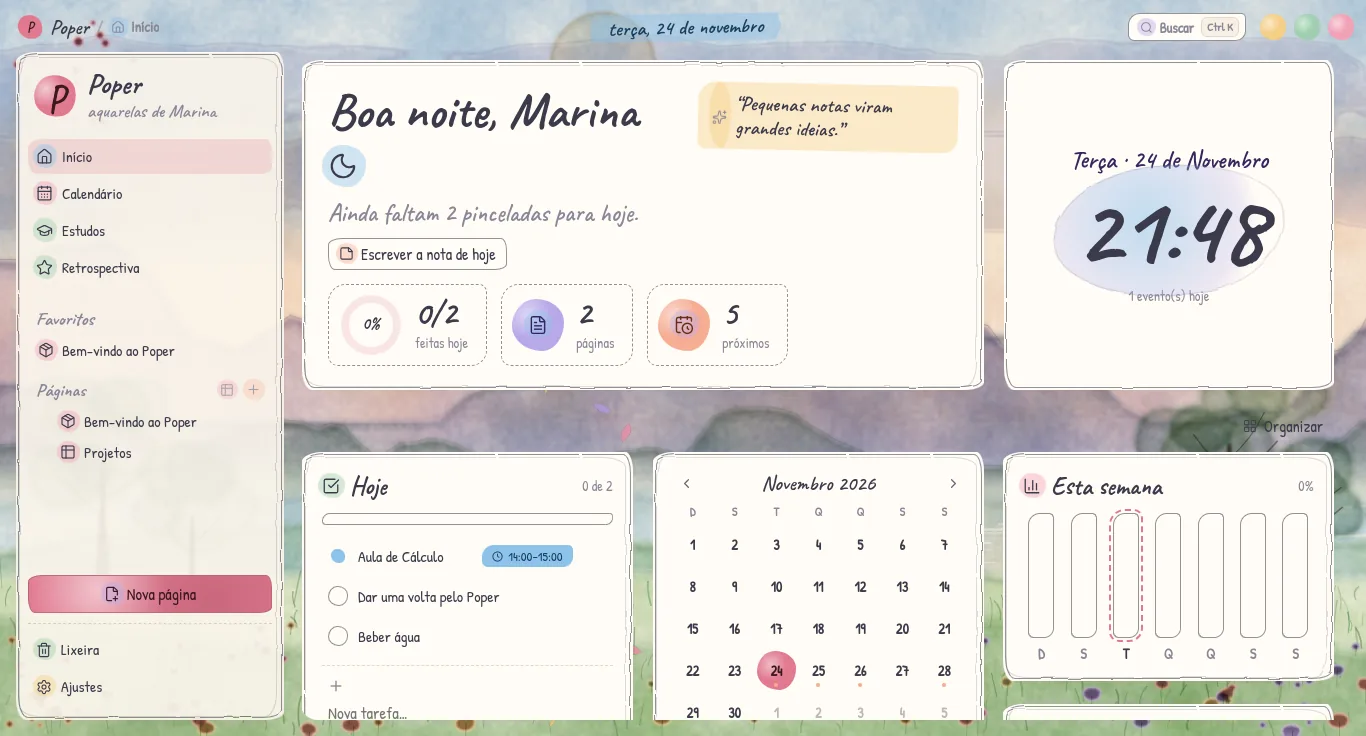 P Poper / Início
terça, 24 de novembro
Buscar Ctrl K
P Poper
aquarelas de Marina
Início
Calendário
Estudos
Retrospectiva
Favoritos
Bem-vindo ao Poper
Páginas
Bem-vindo ao Poper
Projetos
Nova página
Lixeira
Ajustes
Boa noite, Marina
“Pequenas notas viram
grandes ideias.”
Ainda faltam 2 pinceladas para hoje.
Escrever a nota de hoje
0% 0/2
feitas hoje
2
páginas
5
próximos
Terça · 24 de Novembro
21:48
1 evento(s) hoje
Organizar
Hoje 0 de 2
Aula de Cálculo 14:00-15:00
Dar uma volta pelo Poper
Beber água
Nova tarefa...
Novembro 2026
D S T Q Q S S
1 2 3 4 5 6 7
8 9 10 11 12 13 14
15 16 17 18 19 20 21
22 23 24 25 26 27 28
29 30 1 2 3 4 5
Esta semana 0%
D S T Q Q S S